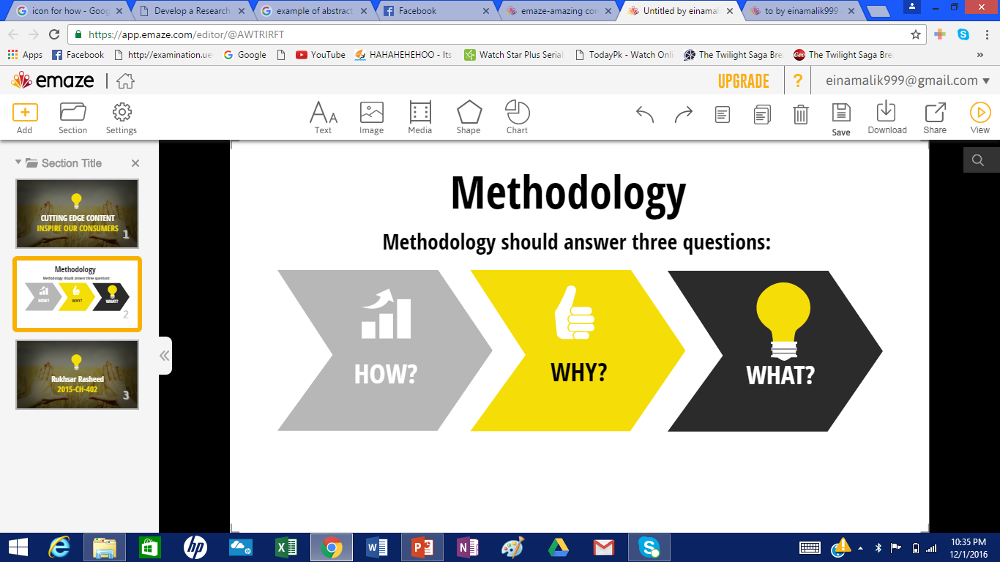 icon for how - Goog
Develop a Research
example of abstract
Facebook
emaze-amazing con
Untitled by einamal
to by einamalik999
https://app.emaze.com/editor/@AWTRIRFT
Apps
Facebook
http://examination.ue
Google
YouTube
HAHAHEHEHOO - Its
Watch Star Plus Serial
TodayPk - Watch Onl
The Twilight Saga Bre
Geo
The Twilight Saga Bre
»
emaze
UPGRADE
?
einamalik999@gmail.com
Add
Section
Settings
Text
Image
Media
Shape
Chart
Save
Download
Share
View
Section Title
CUTTING EDGE CONTENT
INSPIRE OUR CONSUMERS
1
Methodology
Methodology should answer three questions:
HOW?
WHY?
WHAT?
2
Rukhsar Rasheed
2015-CH-402
3
Methodology
Methodology should answer three questions:
HOW?
WHY?
WHAT?
hp
10:35 PM
12/1/2016